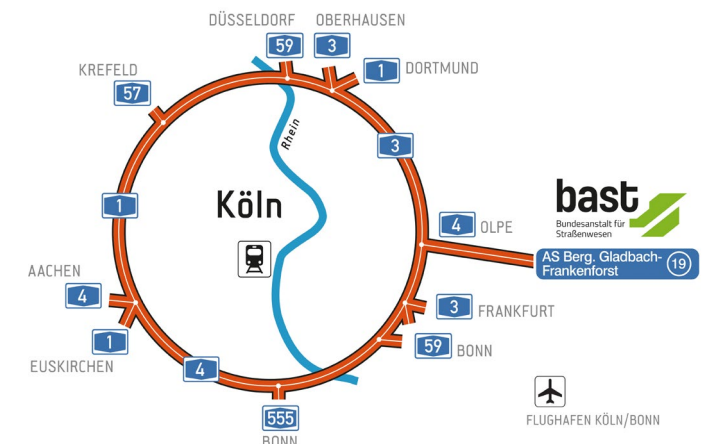 DÜSSELDORF
59
OBERHAUSEN
3
1
DORTMUND
KREFELD
57
3
Rhein
1
Köln
4
OLPE
bast
Bundesanstalt für
Straßenwesen
AS Berg. Gladbach-
Frankenforst
19
AACHEN
4
1
EUSKIRCHEN
3
FRANKFURT
59
BONN
4
555
BONN
FLUGHAFEN KÖLN/BONN